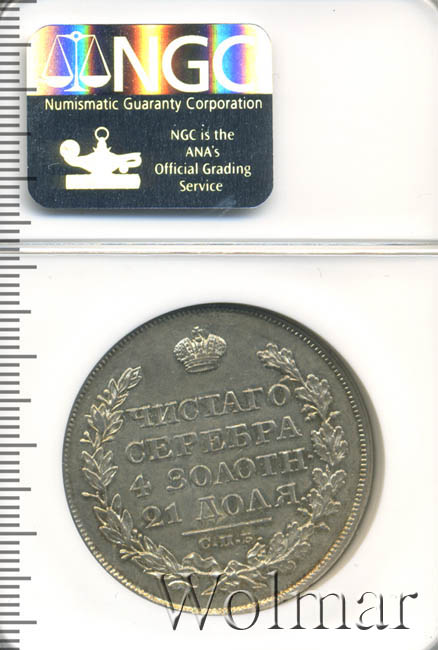 NGC
Numismatic Guaranty Corporation
NGC is the
ANA's
Official Grading
Service
ЧИСТАГО
СЕРЕБРА
4 ЗОЛОТН.
21 ДОЛЯ
С.П.Б.
Wolmar